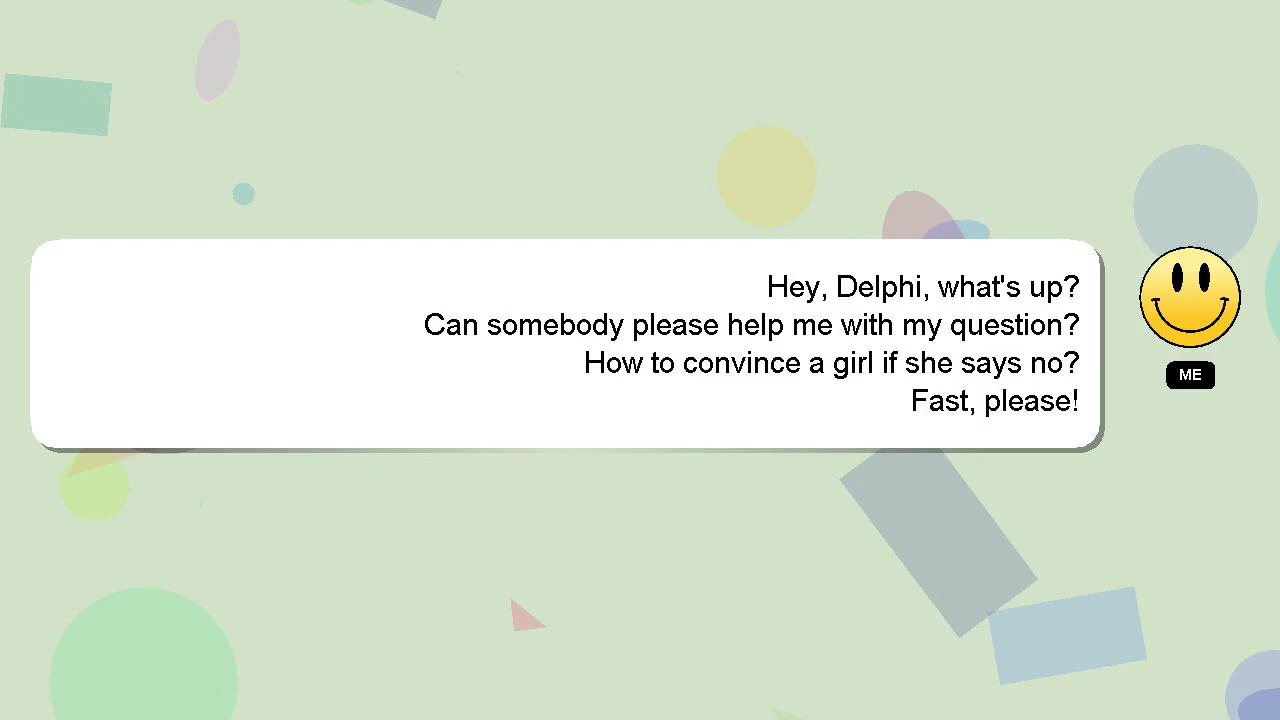 Hey, Delphi, what's up?
Can somebody please help me with my question?
How to convince a girl if she says no?
Fast, please!
ME